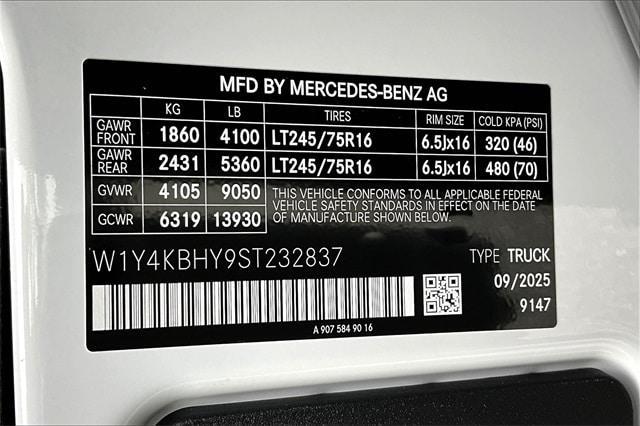 MFD BY MERCEDES-BENZ AG
KG LB TIRES RIM SIZE COLD KPA (PSI)
GAWR FRONT 1860 4100 LT245/75R16 6.5Jx16 320 (46)
GAWR REAR 2431 5360 LT245/75R16 6.5Jx16 480 (70)
GVWR 4105 9050 THIS VEHICLE CONFORMS TO ALL APPLICABLE FEDERAL
VEHICLE SAFETY STANDARDS IN EFFECT ON THE DATE
GCWR 6319 13930 OF MANUFACTURE SHOWN BELOW.
W1Y4KBHY9ST232837 TYPE TRUCK
09/2025
9147
A 907 584 90 16